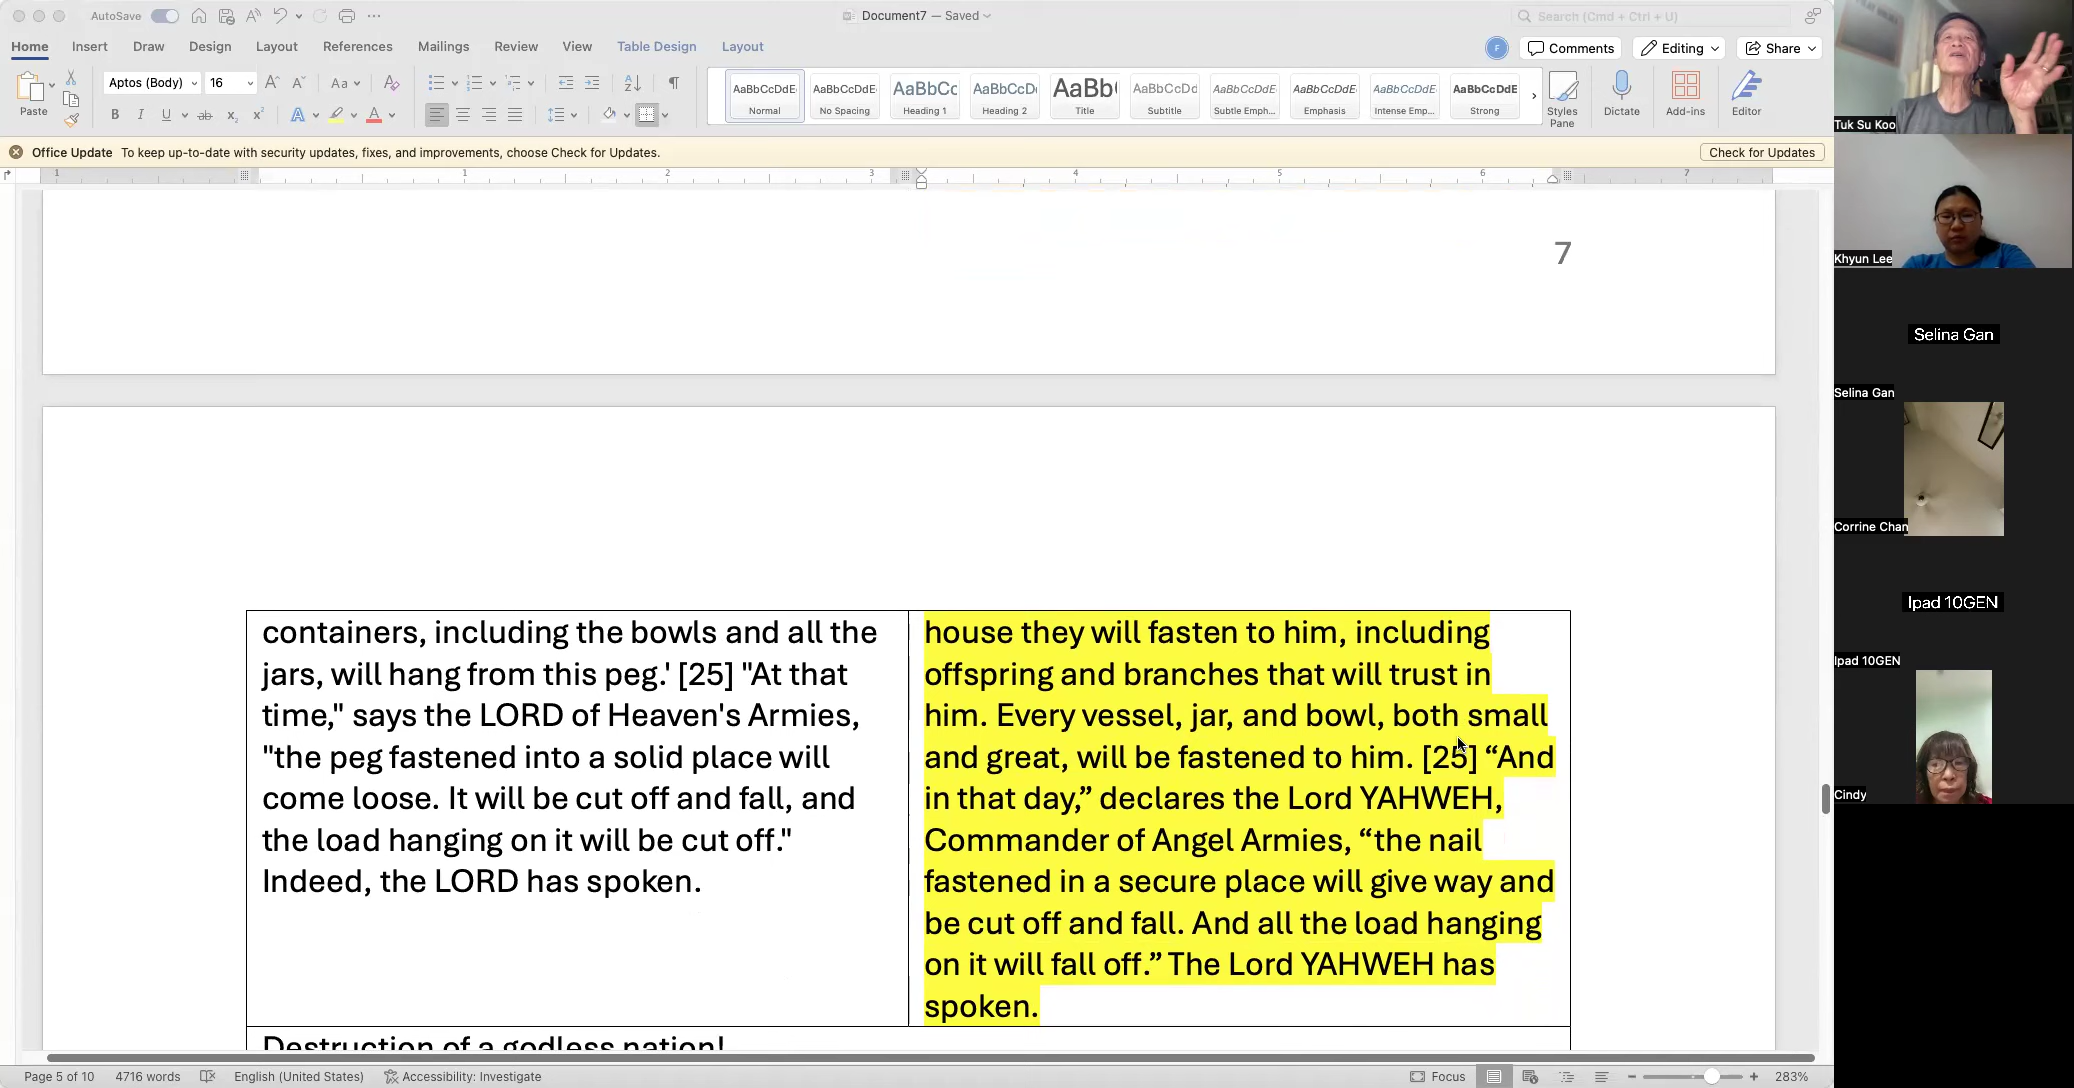 AutoSave
Document7 — Saved
Search (Cmd + Ctrl + U)
Home Insert Draw Design Layout References Mailings Review View Table Design Layout
F Comments Editing Share
Paste
Aptos (Body) 16
AaBbCcDdE AaBbCcDdE AaBbCc AaBbCcD AaBb AaBbCcDd AaBbCcDdE AaBbCcDdE AaBbCcDdE AaBbCcDdE
Normal No Spacing Heading 1 Heading 2 Title Subtitle Subtle Emph... Emphasis Intense Emp... Strong
Styles Pane
Dictate Add-ins Editor
Office Update To keep up-to-date with security updates, fixes, and improvements, choose Check for Updates. Check for Updates
1 1 2 3 4 5 6 7
7
containers, including the bowls and all the
jars, will hang from this peg.' [25] "At that
time," says the LORD of Heaven's Armies,
"the peg fastened into a solid place will
come loose. It will be cut off and fall, and
the load hanging on it will be cut off."
Indeed, the LORD has spoken.
house they will fasten to him, including
offspring and branches that will trust in
him. Every vessel, jar, and bowl, both small
and great, will be fastened to him. [25] “And
in that day,” declares the Lord YAHWEH,
Commander of Angel Armies, “the nail
fastened in a secure place will give way and
be cut off and fall. And all the load hanging
on it will fall off.” The Lord YAHWEH has
spoken.
Destruction of a godless nation!
Page 5 of 10 4716 words English (United States) Accessibility: Investigate
Focus 283%
Tuk Su Koo
Khyun Lee
Selina Gan
Selina Gan
Corrine Chan
Ipad 10GEN
Ipad 10GEN
Cindy